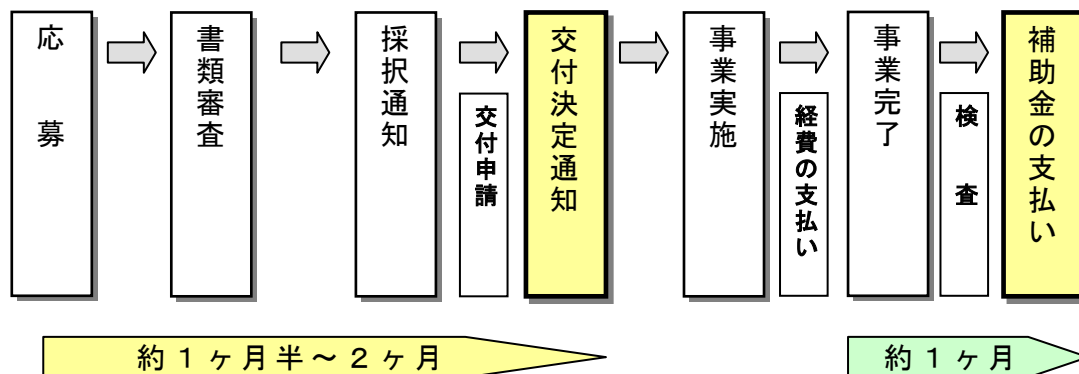 応募
書類審査
採択通知
交付申請
交付決定通知
事業実施
経費の支払い
事業完了
検査
補助金の支払い
約１ヶ月半～２ヶ月
約１ヶ月